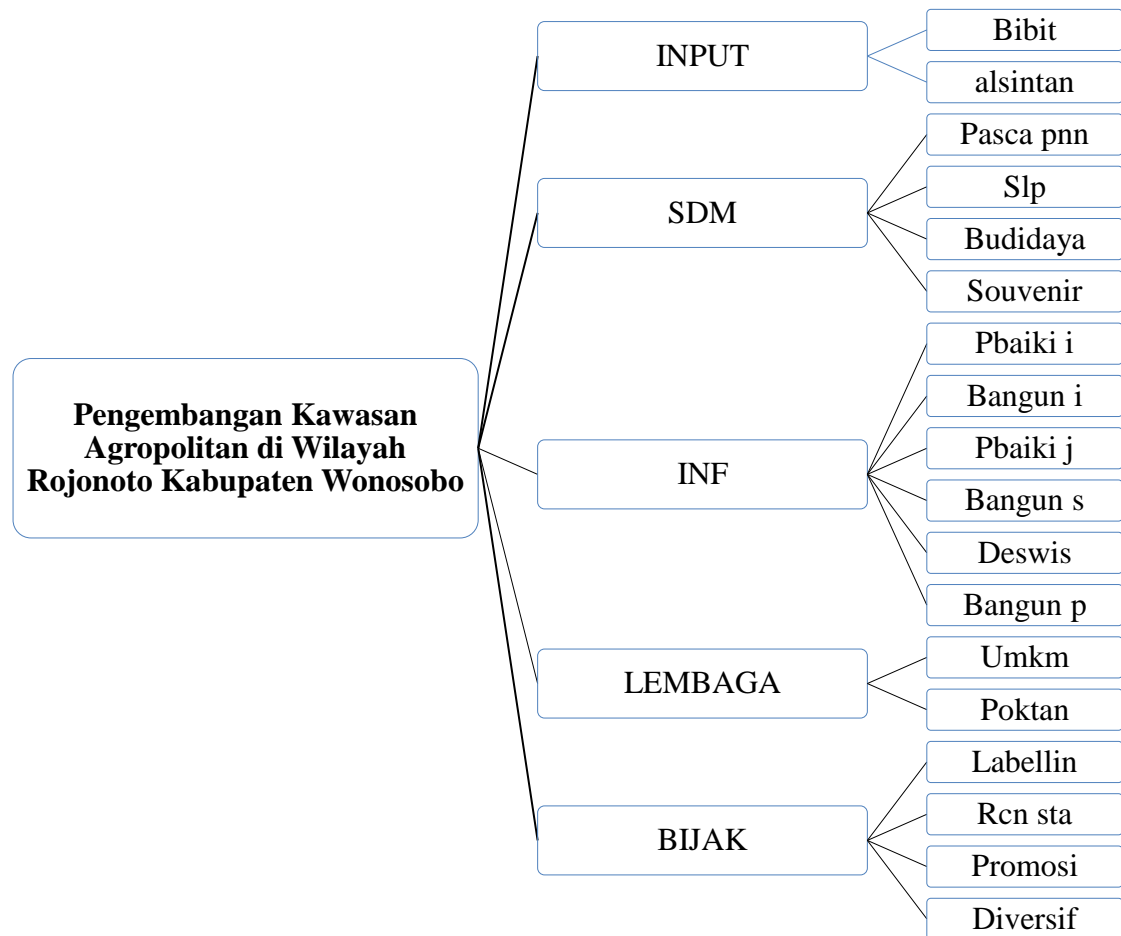 Pengembangan Kawasan
Agropolitan di Wilayah
Rojonoto Kabupaten Wonosobo
INPUT
Bibit
alsintan
SDM
Pasca pnn
Slp
Budidaya
Souvenir
INF
Pbaiki i
Bangun i
Pbaiki j
Bangun s
Deswis
Bangun p
LEMBAGA
Umkm
Poktan
BIJAK
Labellin
Rcn sta
Promosi
Diversif